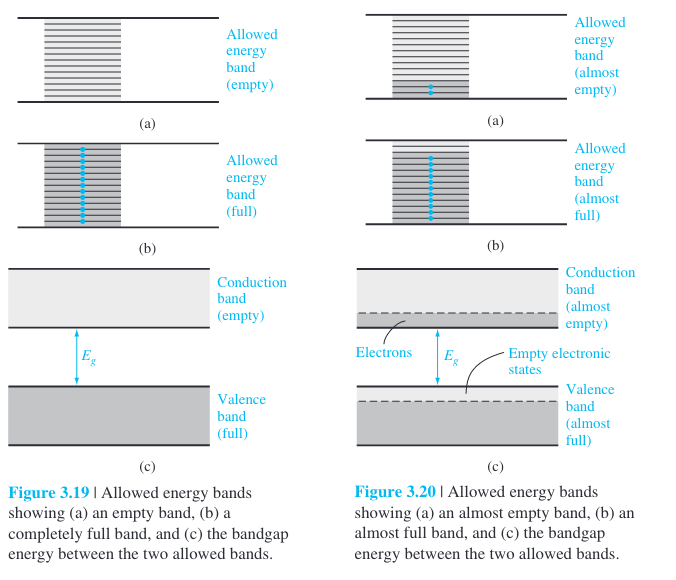 Allowed
energy
band
(empty)
(a)
Allowed
energy
band
(full)
(b)
Conduction
band
(empty)
Eg
Valence
band
(full)
(c)
Figure 3.19 | Allowed energy bands
showing (a) an empty band, (b) a
completely full band, and (c) the bandgap
energy between the two allowed bands.
Allowed
energy
band
(almost
empty)
(a)
Allowed
energy
band
(almost
full)
(b)
Conduction
band
(almost
empty)
Electrons
Eg
Empty electronic
states
Valence
band
(almost
full)
(c)
Figure 3.20 | Allowed energy bands
showing (a) an almost empty band, (b) an
almost full band, and (c) the bandgap
energy between the two allowed bands.